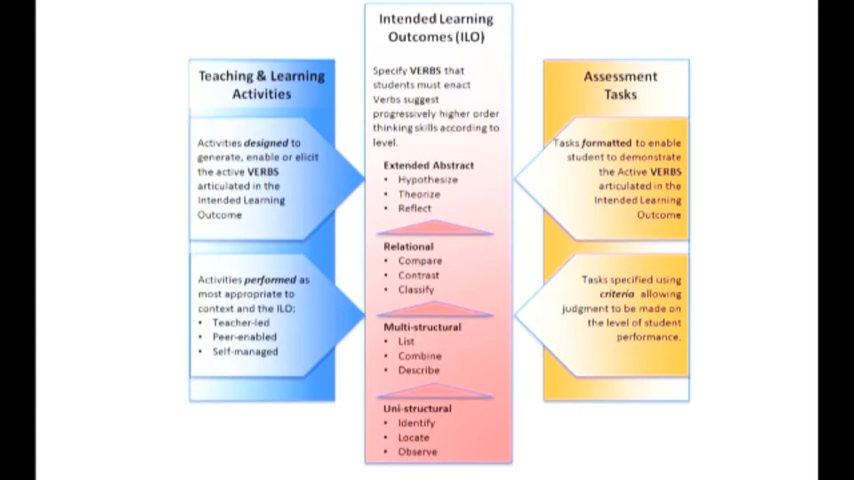 Teaching & Learning
Activities
Activities designed to
generate, enable or elicit
the active VERBS
articulated in the
Intended Learning
Outcome
Activities performed as
most appropriate to
context and the ILO:
• Teacher-led
• Peer-enabled
• Self-managed
Intended Learning
Outcomes (ILO)
Specify VERBS that
students must enact
Verbs suggest
progressively higher order
thinking skills according to
level.
Extended Abstract
• Hypothesize
• Theorize
• Reflect
Relational
• Compare
• Contrast
• Classify
Multi-structural
• List
• Combine
• Describe
Uni-structural
• Identify
• Locate
• Observe
Assessment
Tasks
Tasks formatted to enable
student to demonstrate
the Active VERBS
articulated in the
Intended Learning
Outcome
Tasks specified using
criteria allowing
judgment to be made on
the level of student
performance.